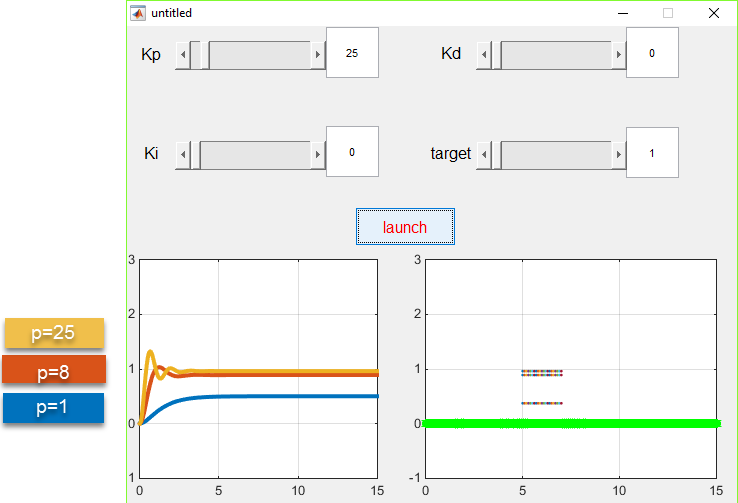 untitled
Kp 25 Kd 0
Ki 0 target 1
launch
3 3
2 2
p=25
1 1
p=8
p=1
0 0
-1 -1
0 5 10 15 0 5 10 15